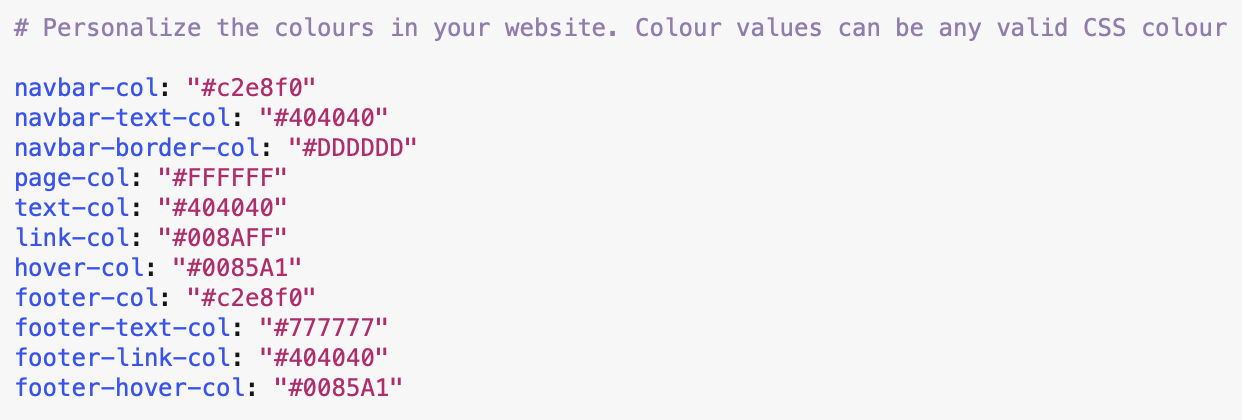 # Personalize the colours in your website. Colour values can be any valid CSS colour
navbar-col: "#c2e8f0"
navbar-text-col: "#404040"
navbar-border-col: "#DDDDDD"
page-col: "#FFFFFF"
text-col: "#404040"
link-col: "#008AFF"
hover-col: "#0085A1"
footer-col: "#c2e8f0"
footer-text-col: "#777777"
footer-link-col: "#404040"
footer-hover-col: "#0085A1"